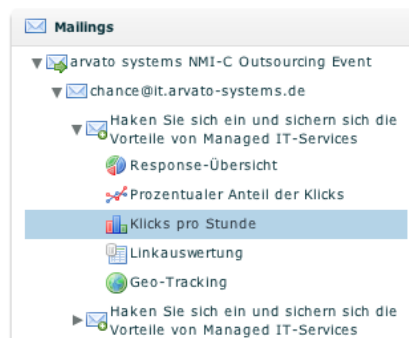 Mailings
arvato systems NMI-C Outsourcing Event
chance@it.arvato-systems.de
Haken Sie sich ein und sichern sich die
Vorteile von Managed IT-Services
Response-Übersicht
Prozentualer Anteil der Klicks
Klicks pro Stunde
Linkauswertung
Geo-Tracking
Haken Sie sich ein und sichern sich die
Vorteile von Managed IT-Services